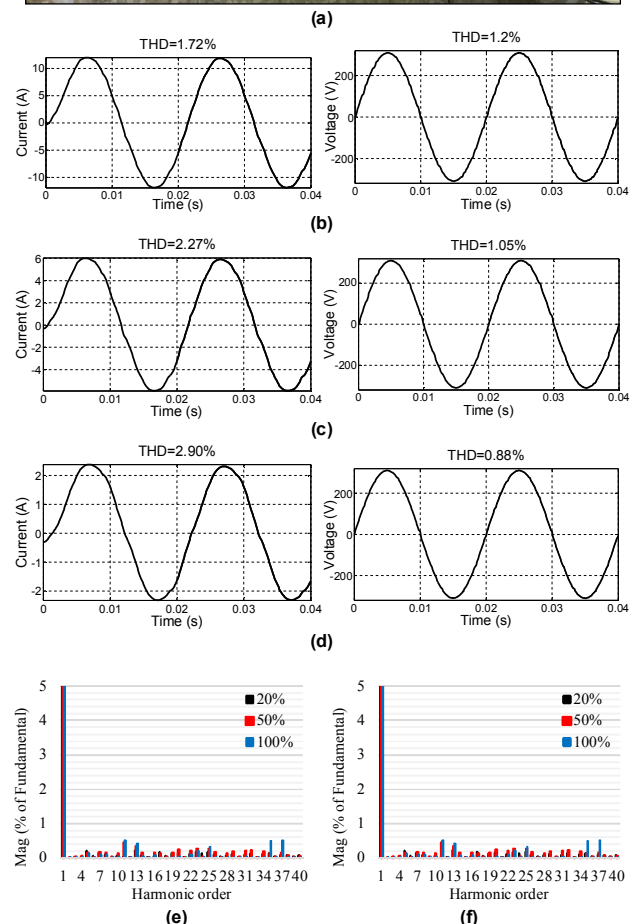 (a)
THD=1.72%
Current (A)
10
5
0
-5
-10
0 0.01 0.02 0.03 0.04
Time (s)
THD=1.2%
Voltage (V)
200
0
-200
0 0.01 0.02 0.03 0.04
Time (s)
(b)
THD=2.27%
Current (A)
6
4
2
0
-2
-4
0 0.01 0.02 0.03 0.04
Time (s)
THD=1.05%
Voltage (V)
200
0
-200
0 0.01 0.02 0.03 0.04
Time (s)
(c)
THD=2.90%
Current (A)
2
1
0
-1
-2
0 0.01 0.02 0.03 0.04
Time (s)
THD=0.88%
Voltage (V)
200
0
-200
0 0.01 0.02 0.03 0.04
Time (s)
(d)
Mag (% of Fundamental)
5
4
3
2
1
0
20%
50%
100%
1 4 7 10 13 16 19 22 25 28 31 34 37 40
Harmonic order
(e)
Mag (% of Fundamental)
5
4
3
2
1
0
20%
50%
100%
1 4 7 10 13 16 19 22 25 28 31 34 37 40
Harmonic order
(f)